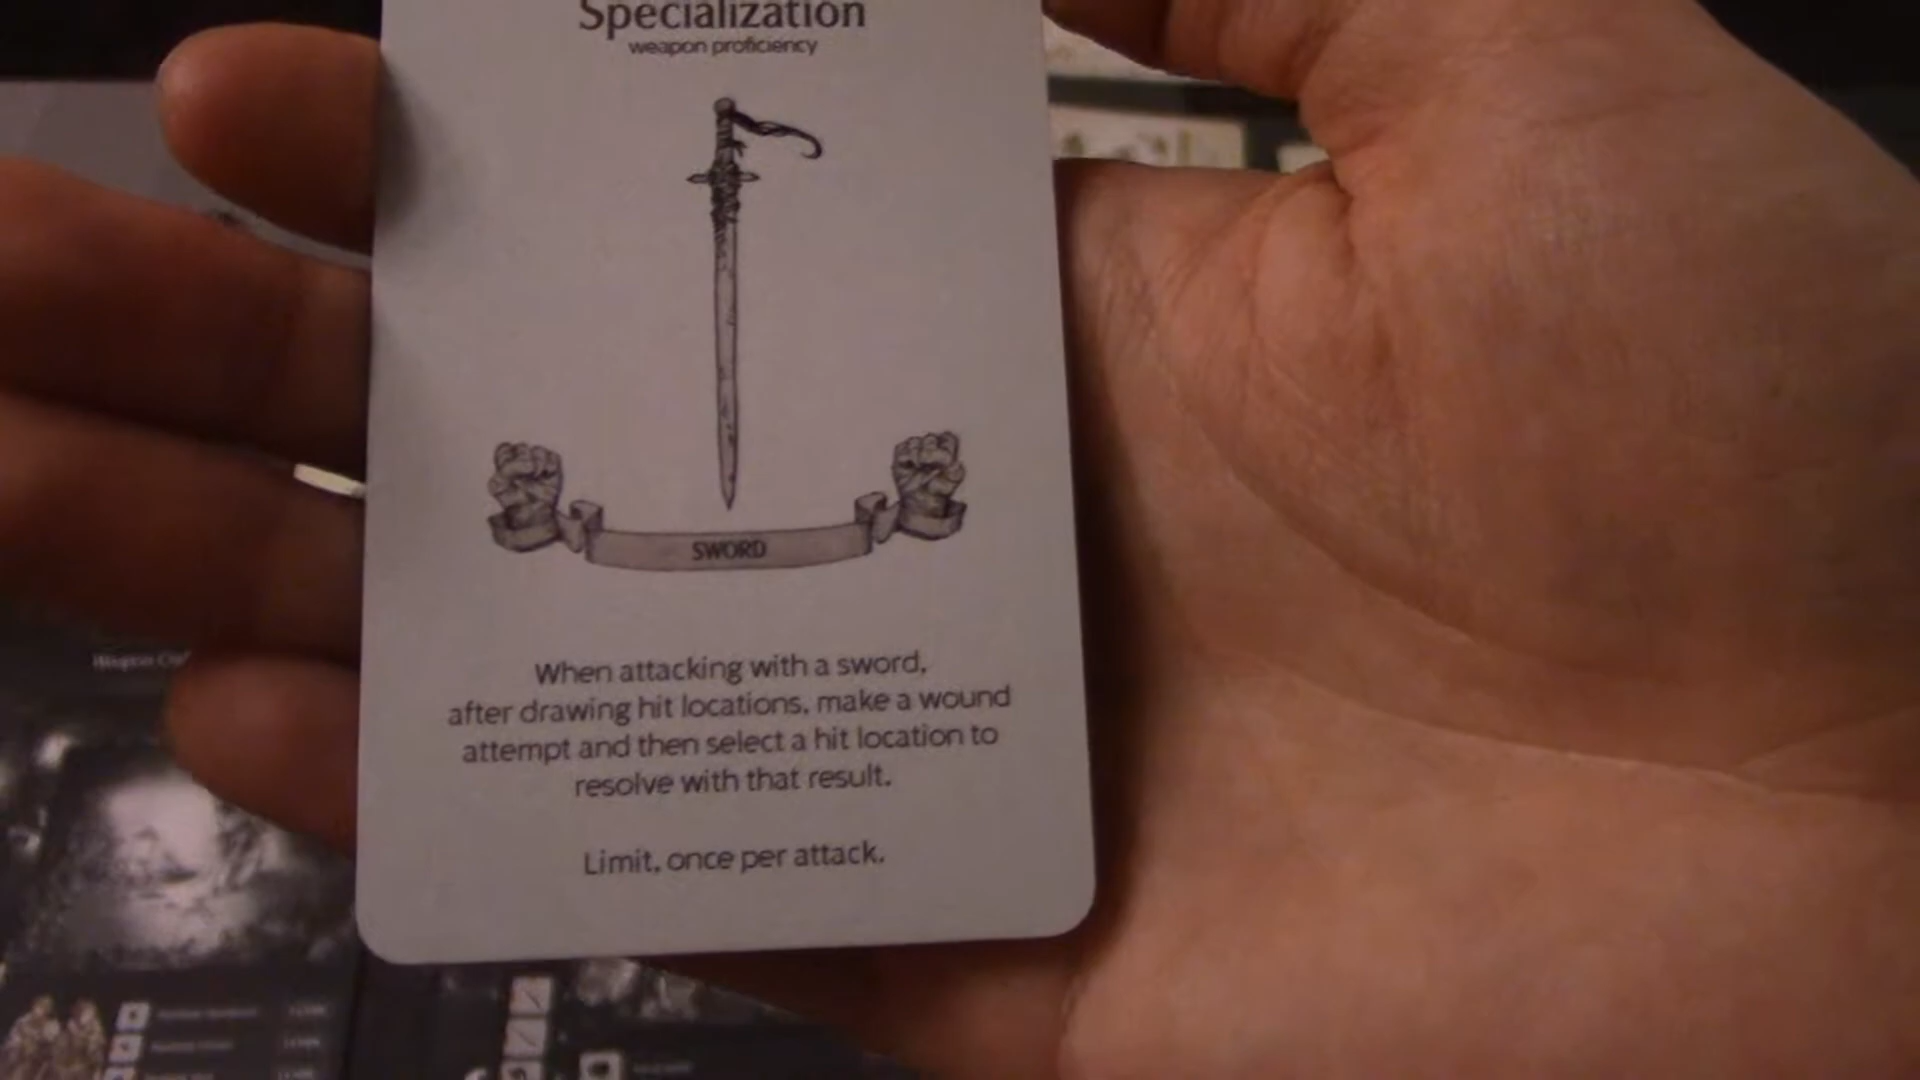 Specialization
weapon proficiency
SWORD
When attacking with a sword,
after drawing hit locations, make a wound
attempt and then select a hit location to
resolve with that result.
Limit, once per attack.
Weapon